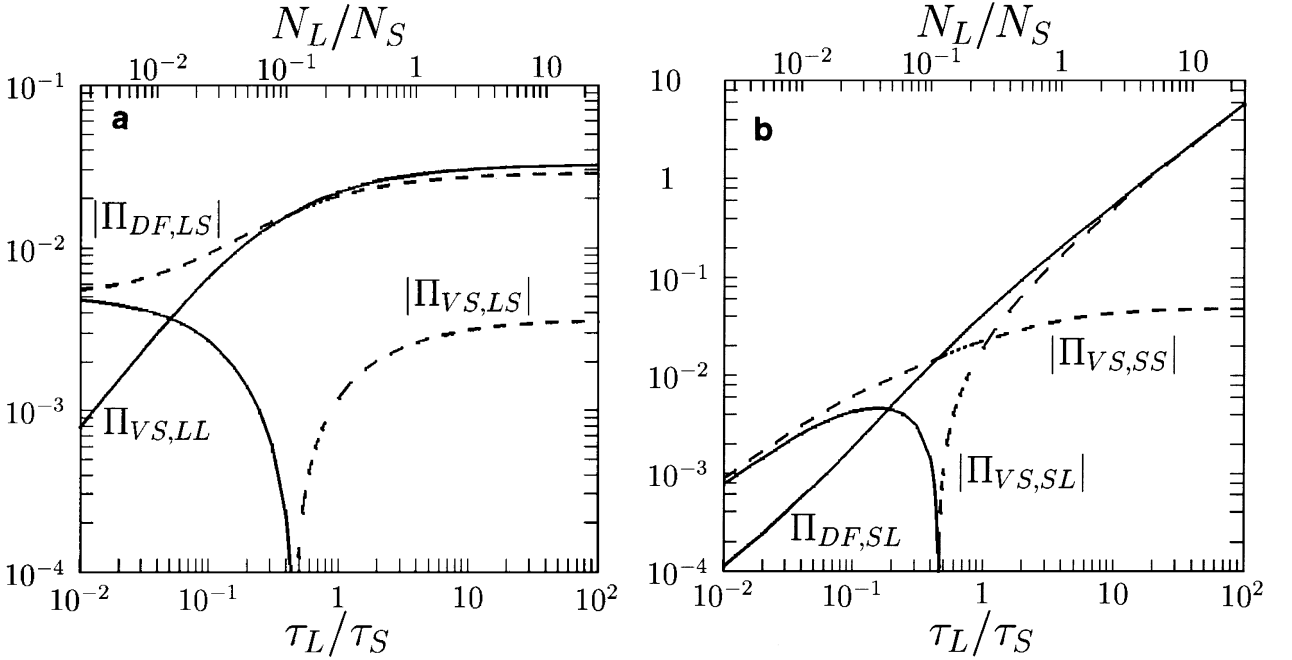 N_L/N_S
10^{-2} 10^{-1} 1 10
10^{-1}
a
|Π_{DF,LS}|
10^{-2}
|Π_{VS,LS}|
10^{-3}
Π_{VS,LL}
10^{-4}
10^{-2} 10^{-1} 1 10 10^2
τ_L/τ_S
N_L/N_S
10^{-2} 10^{-1} 1 10
10
b
1
10^{-1}
|Π_{VS,SS}|
10^{-2}
|Π_{VS,SL}|
10^{-3}
Π_{DF,SL}
10^{-4}
10^{-2} 10^{-1} 1 10 10^2
τ_L/τ_S